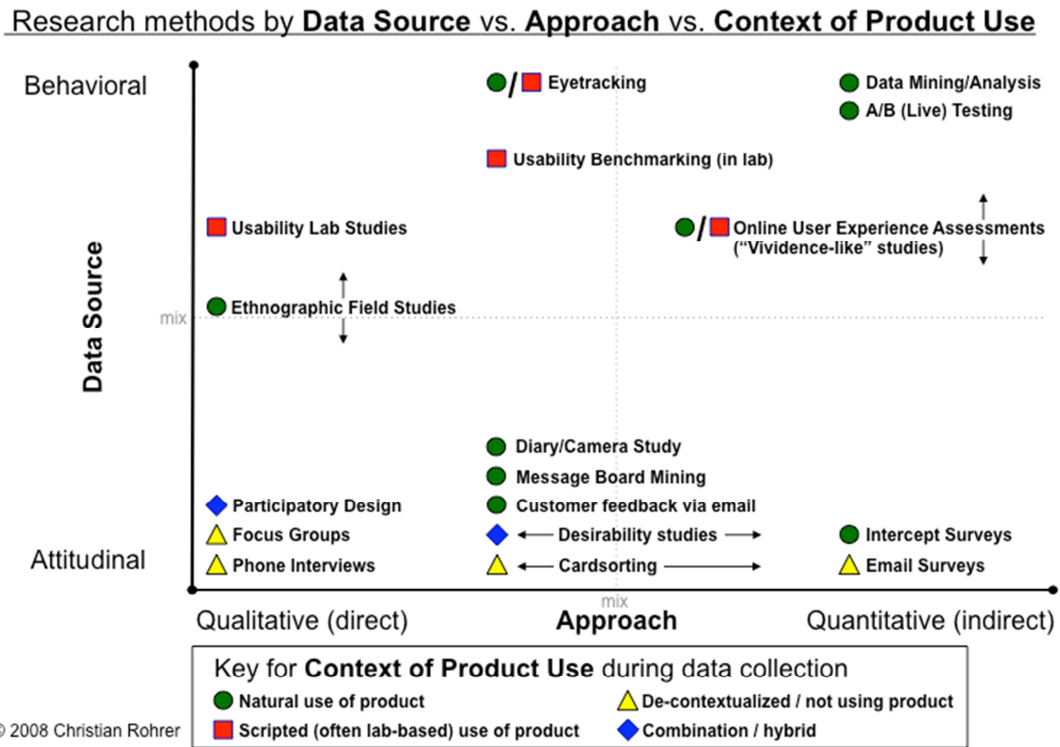 Research methods by Data Source vs. Approach vs. Context of Product Use
Behavioral
/ Eyetracking
Data Mining/Analysis
A/B (Live) Testing
Usability Benchmarking (in lab)
Usability Lab Studies
/ Online User Experience Assessments
(“Vividence-like” studies)
Data Source
Ethnographic Field Studies
mix
Diary/Camera Study
Message Board Mining
Participatory Design
Customer feedback via email
Focus Groups
Desirability studies
Intercept Surveys
Attitudinal
Phone Interviews
Cardsorting
Email Surveys
mix
Qualitative (direct)
Approach
Quantitative (indirect)
Key for Context of Product Use during data collection
Natural use of product
De-contextualized / not using product
© 2008 Christian Rohrer
Scripted (often lab-based) use of product
Combination / hybrid